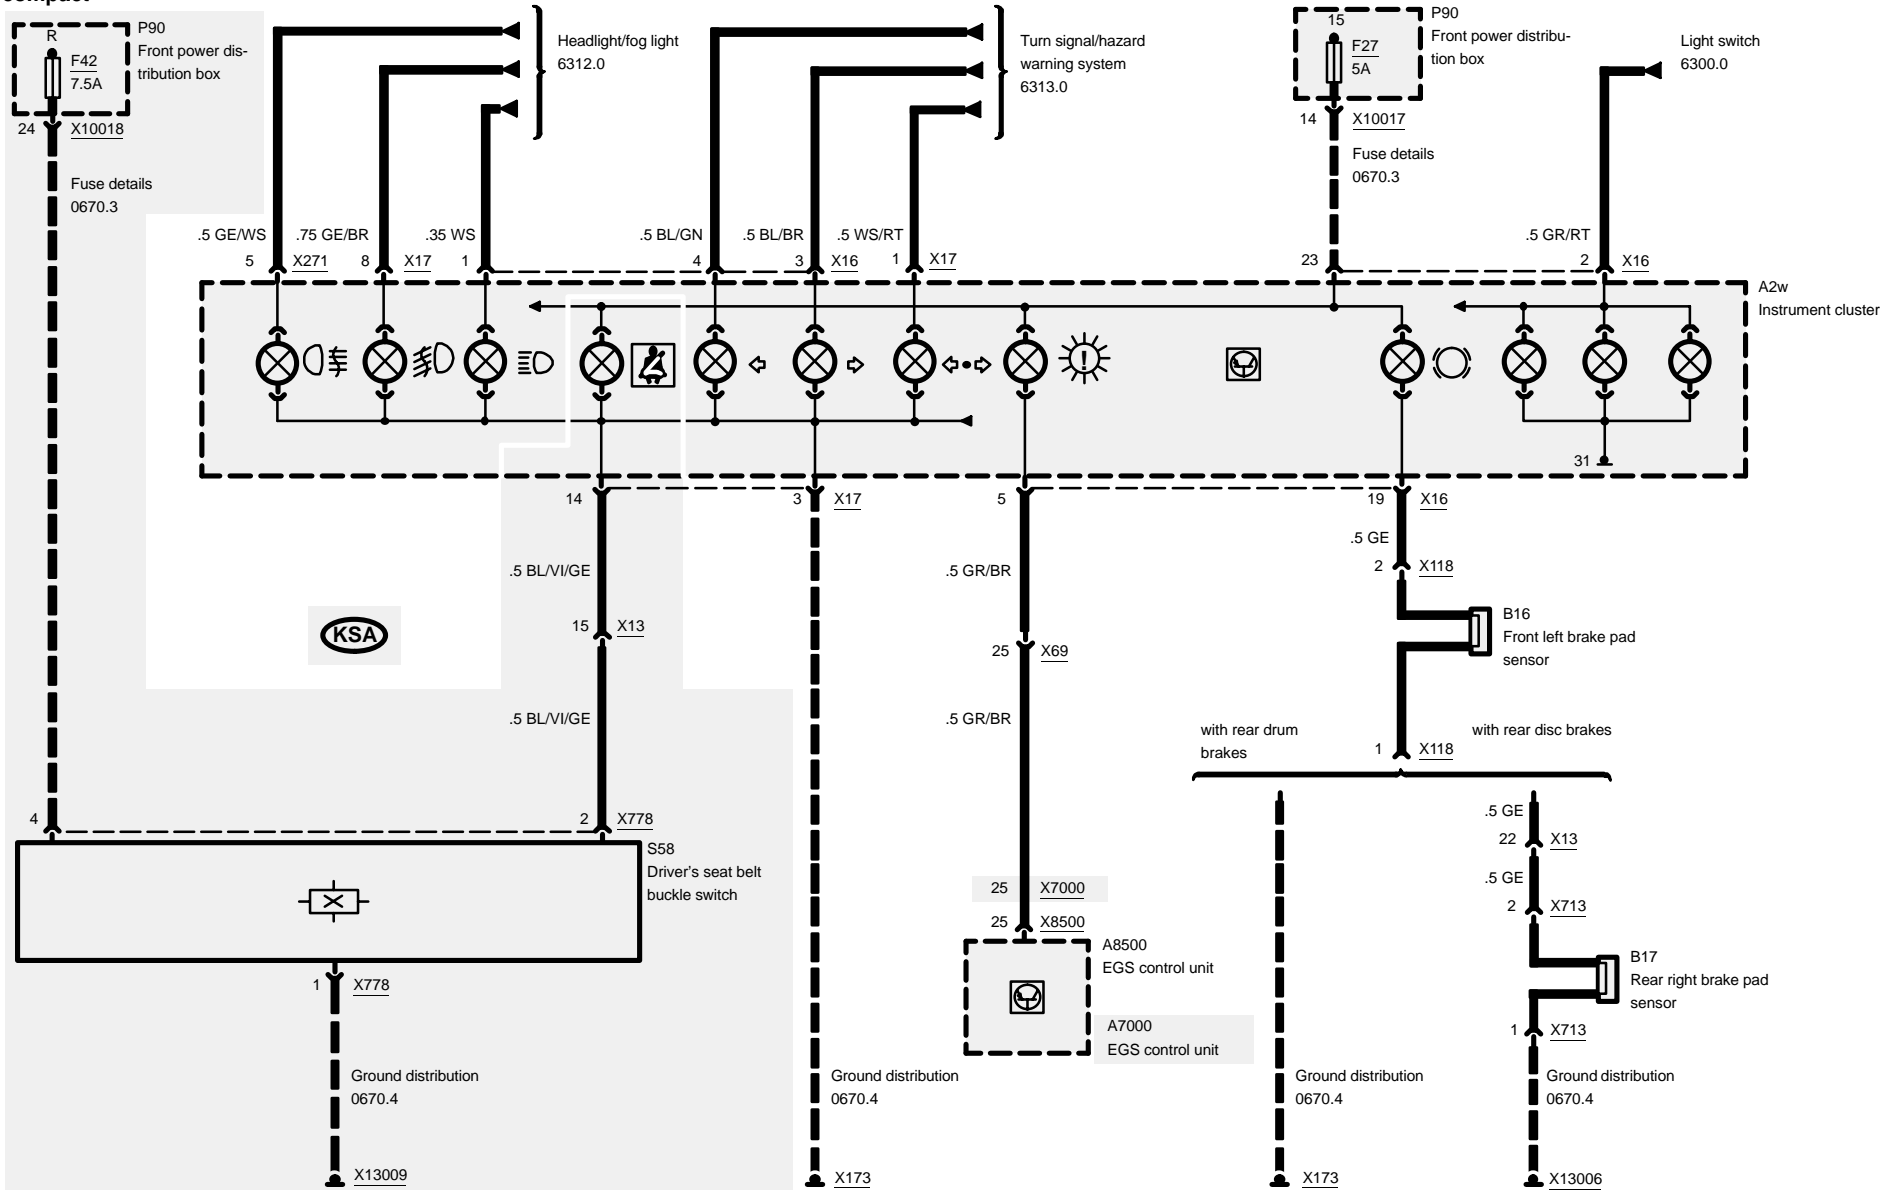 compact
R
F42
7.5A
P90
Front power dis-
tribution box
24 X10018
Fuse details
0670.3
Headlight/fog light
6312.0
Turn signal/hazard
warning system
6313.0
15
F27
5A
P90
Front power distribu-
tion box
14 X10017
Fuse details
0670.3
Light switch
6300.0
.5 GE/WS .75 GE/BR .35 WS .5 BL/GN .5 BL/BR .5 WS/RT .5 GR/RT
5 X271 8 X17 1 4 3 X16 1 X17 23 2 X16
A2w
Instrument cluster
31
14 3 X17 5 19 X16
.5 GE
2 X118
.5 BL/VI/GE
.5 GR/BR
15 X13
KSA
25 X69
B16
Front left brake pad
sensor
.5 BL/VI/GE
.5 GR/BR
with rear drum
brakes
with rear disc brakes
1 X118
4 2 X778
S58
Driver's seat belt
buckle switch
.5 GE
22 X13
.5 GE
2 X713
25 X7000
25 X8500
A8500
EGS control unit
A7000
EGS control unit
B17
Rear right brake pad
sensor
1 X713
1 X778
Ground distribution
0670.4
Ground distribution
0670.4
Ground distribution
0670.4
Ground distribution
0670.4
X13009 X173 X173 X13006